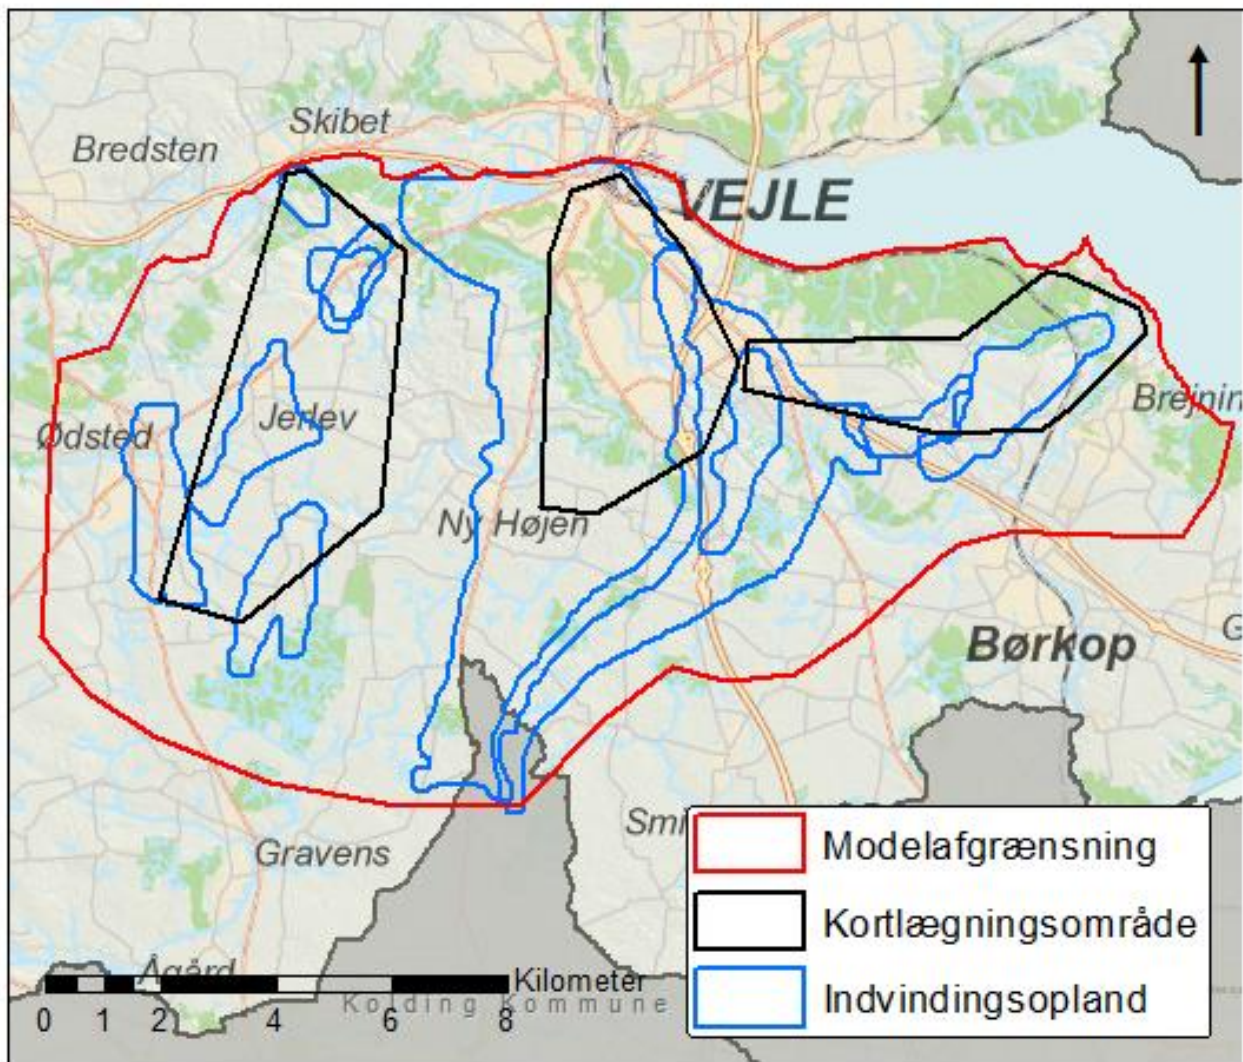 Skibet
Bredsten
VEJLE
Brejnin
Ødsted
Jerlev
Ny Højen
Børkop
G
Smi
Gravens
Modelafgrænsning
Kortlægningsområde
Indvindingsopland
Ågård
Kilometer
Kolding Kommune
0 1 2 4 6 8